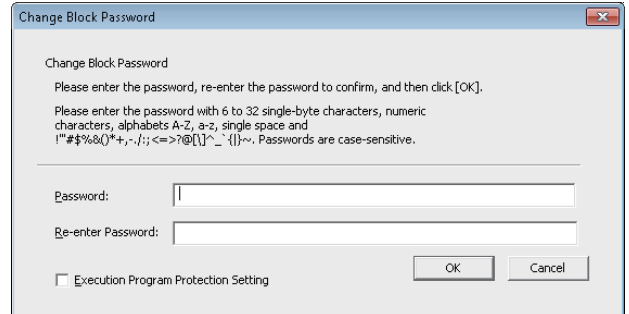 Change Block Password
Change Block Password
Please enter the password, re-enter the password to confirm, and then click [OK].
Please enter the password with 6 to 32 single-byte characters, numeric
characters, alphabets A-Z, a-z, single space and
!"'#$%&()*+,-./:;<=>?@[\]^_`{|}~. Passwords are case-sensitive.
Password:
Re-enter Password:
OK Cancel
Execution Program Protection Setting